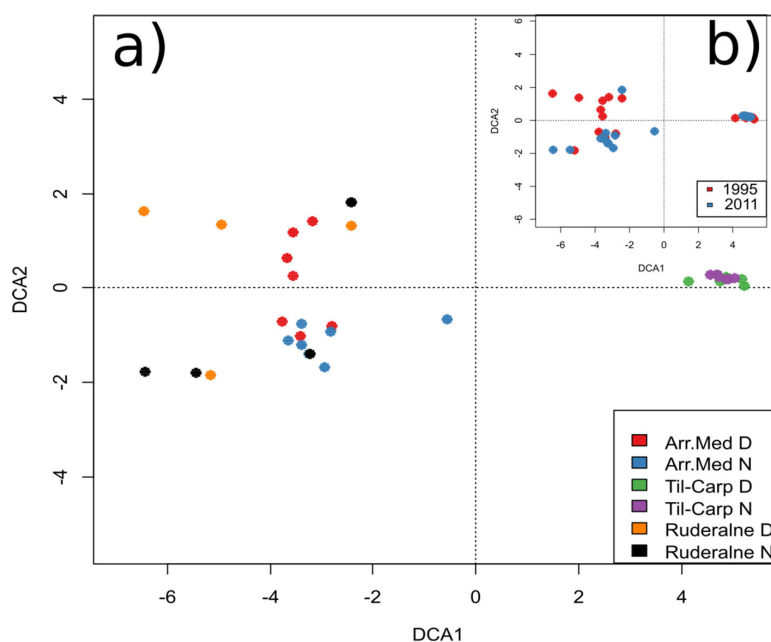 a)
b)
6
4
2
0
-2
-4
-6
DCA2
-6 -4 -2 0 2 4
DCA1
1995
2011
4
2
0
-2
-4
DCA2
-6 -4 -2 0 2 4
DCA1
Arr.Med D
Arr.Med N
Til-Carp D
Til-Carp N
Ruderalne D
Ruderalne N